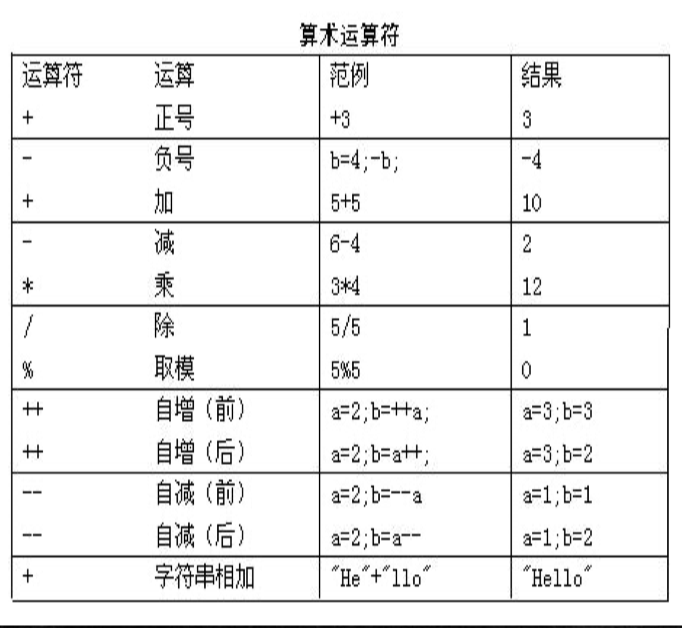 算术运算符
运算符 运算 范例 结果
+ 正号 +3 3
- 负号 b=4;-b; -4
+ 加 5+5 10
- 减 6-4 2
* 乘 3*4 12
/ 除 5/5 1
% 取模 5%5 0
++ 自增（前） a=2;b=++a; a=3;b=3
++ 自增（后） a=2;b=a++; a=3;b=2
-- 自减（前） a=2;b=--a a=1;b=1
-- 自减（后） a=2;b=a-- a=1;b=2
+ 字符串相加 "He"+"llo" "Hello"